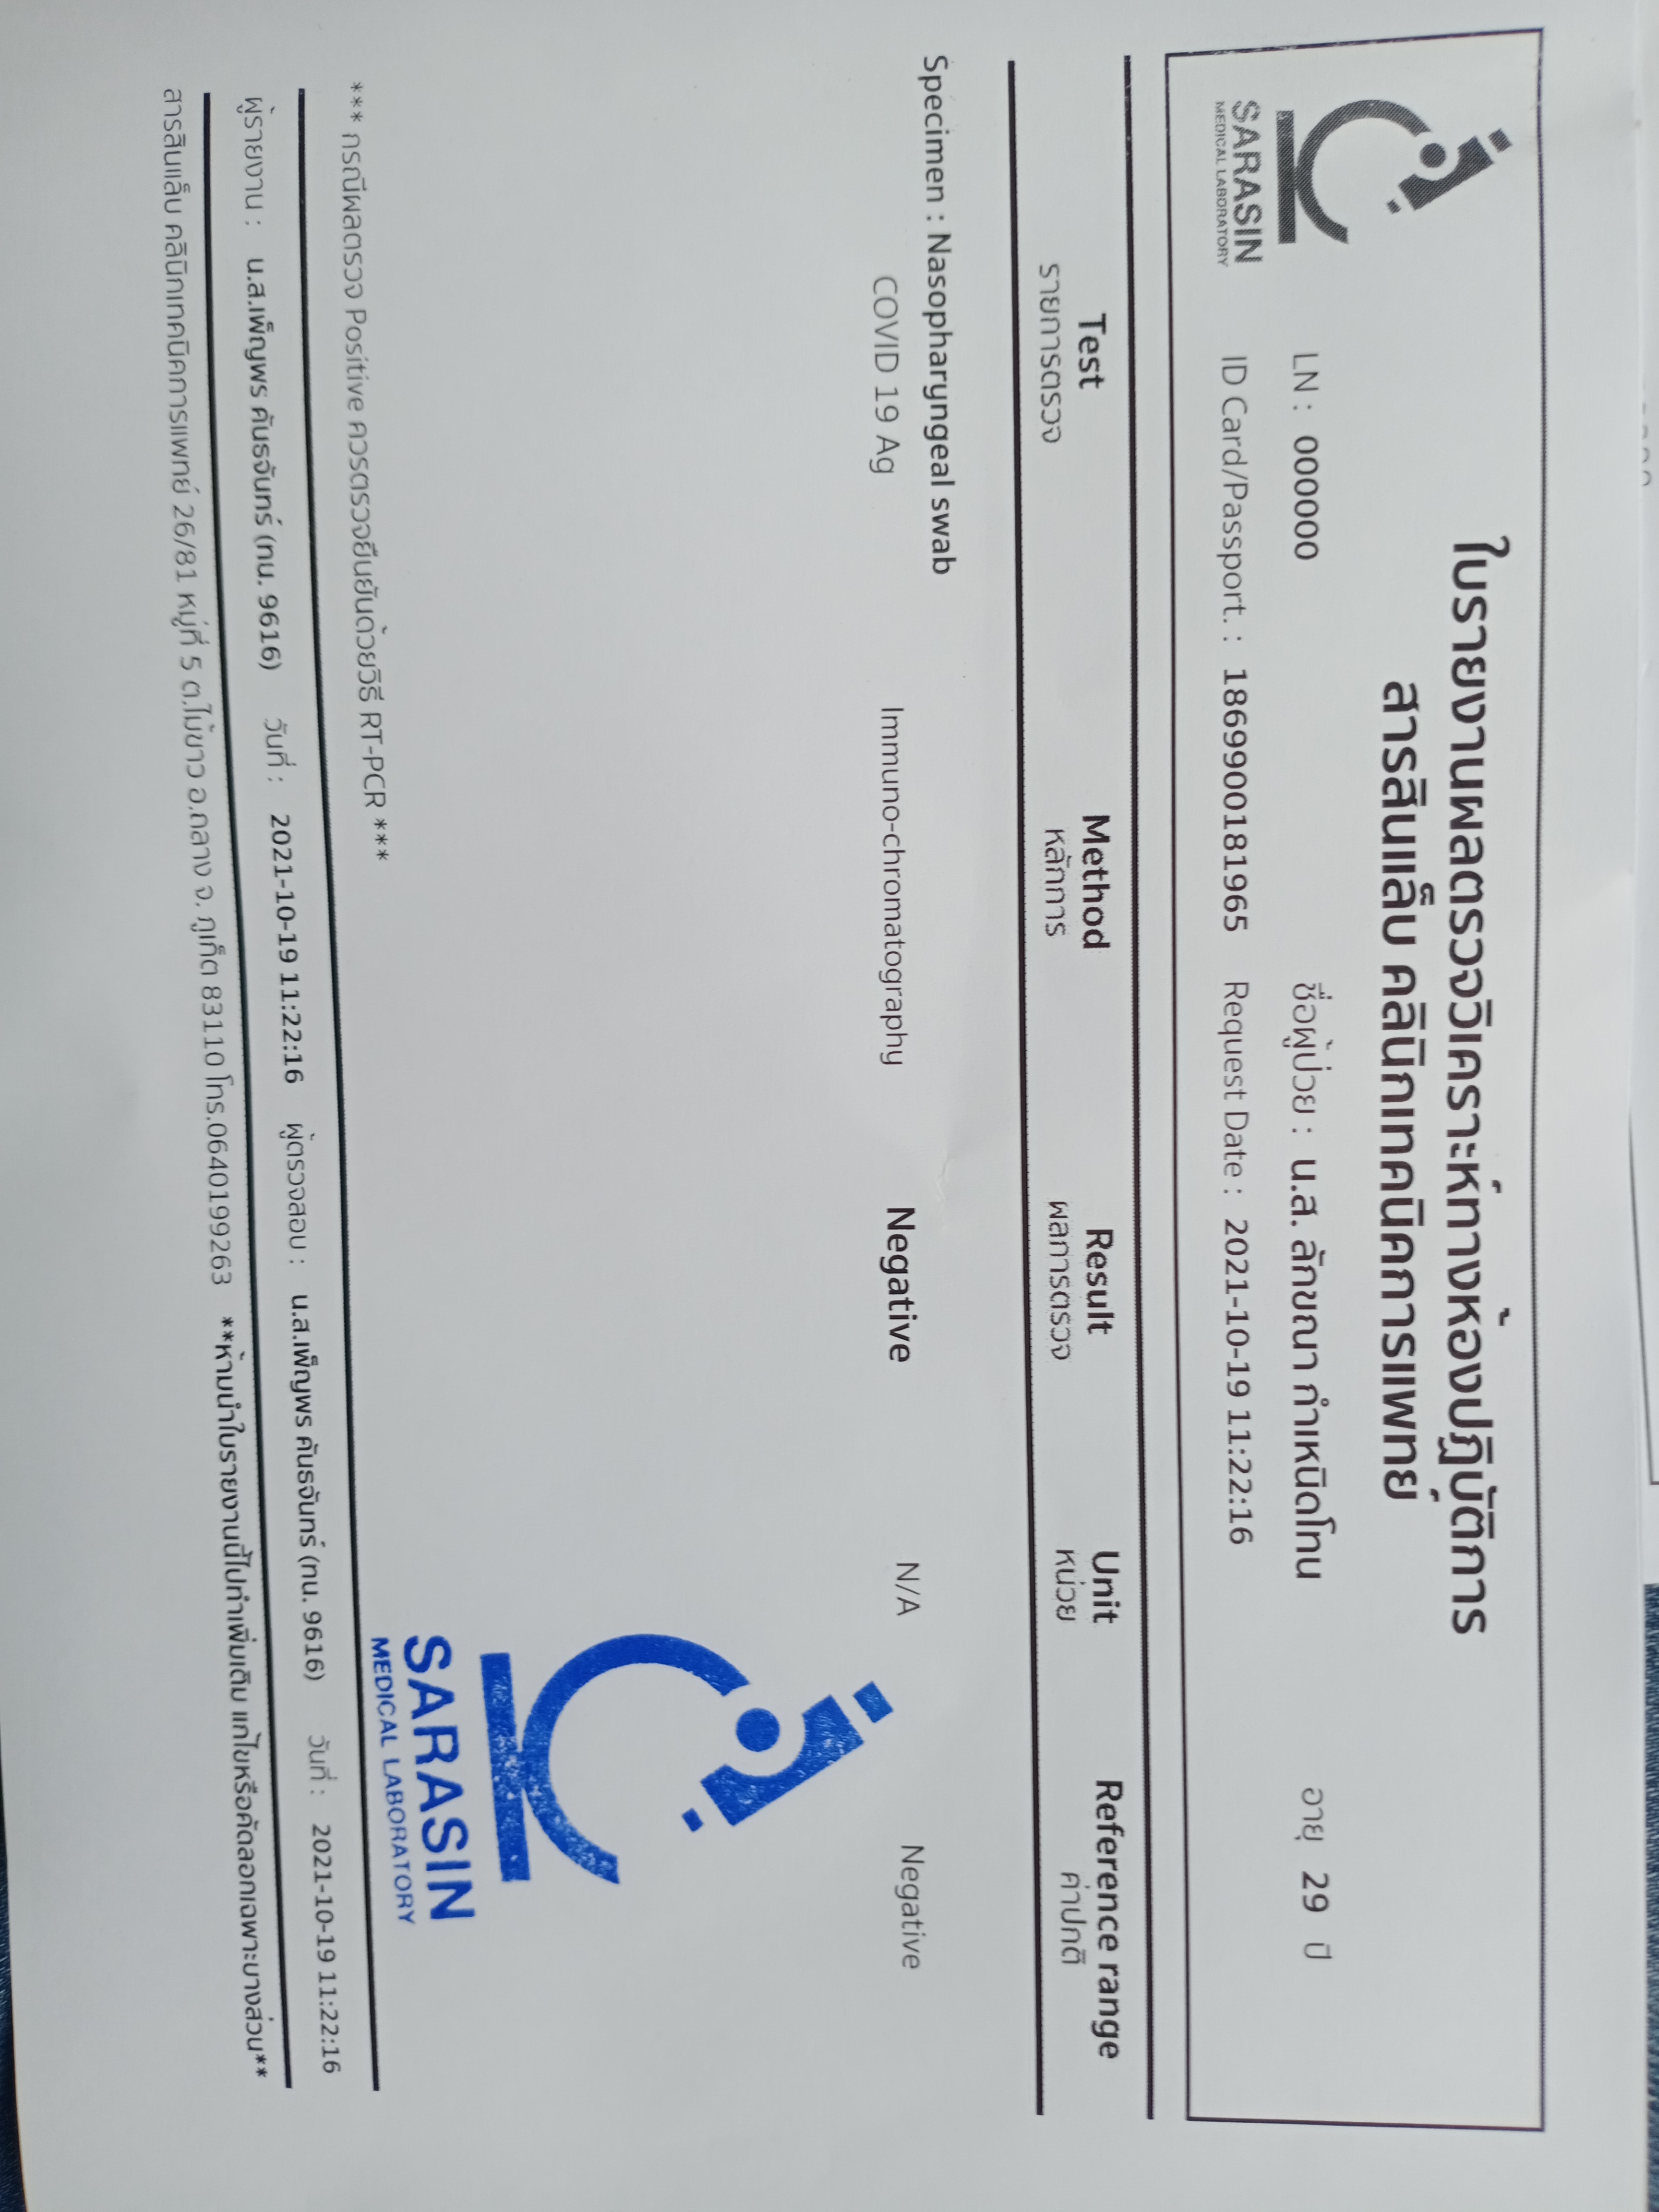 ใบรายงานผลตรวจวิเคราะห์ทางห้องปฏิบัติการ
สารสินแล็บ คลินิกเทคนิคการแพทย์
SARASIN
MEDICAL LABORATORY
LN : 000000 ชื่อผู้ป่วย : น.ส. ลักขณา กำเหนิดโทน อายุ 29 ปี
ID Card/Passport. : 1869900181965 Request Date : 2021-10-19 11:22:16
Test Method Result Unit Reference range
รายการตรวจ หลักการ ผลการตรวจ หน่วย ค่าปกติ
Specimen : Nasopharyngeal swab
COVID 19 Ag Immuno-chromatography Negative N/A Negative
SARASIN
MEDICAL LABORATORY
*** กรณีผลตรวจ Positive ควรตรวจยืนยันด้วยวิธี RT-PCR ***
ผู้รายงาน : น.ส.เพ็ญพร คันธจันทร์ (ทน. 9616) วันที่ : 2021-10-19 11:22:16 ผู้ตรวจสอบ : น.ส.เพ็ญพร คันธจันทร์ (ทน. 9616) วันที่ : 2021-10-19 11:22:16
สารสินแล็บ คลินิกเทคนิคการแพทย์ 26/81 หมู่ที่ 5 ต.ไม้ขาว อ.ถลาง จ. ภูเก็ต 83110 โทร.0640199263 **ห้ามนำใบรายงานนี้ไปทำเพิ่มเติม แก้ไขหรือคัดลอกเฉพาะบางส่วน**